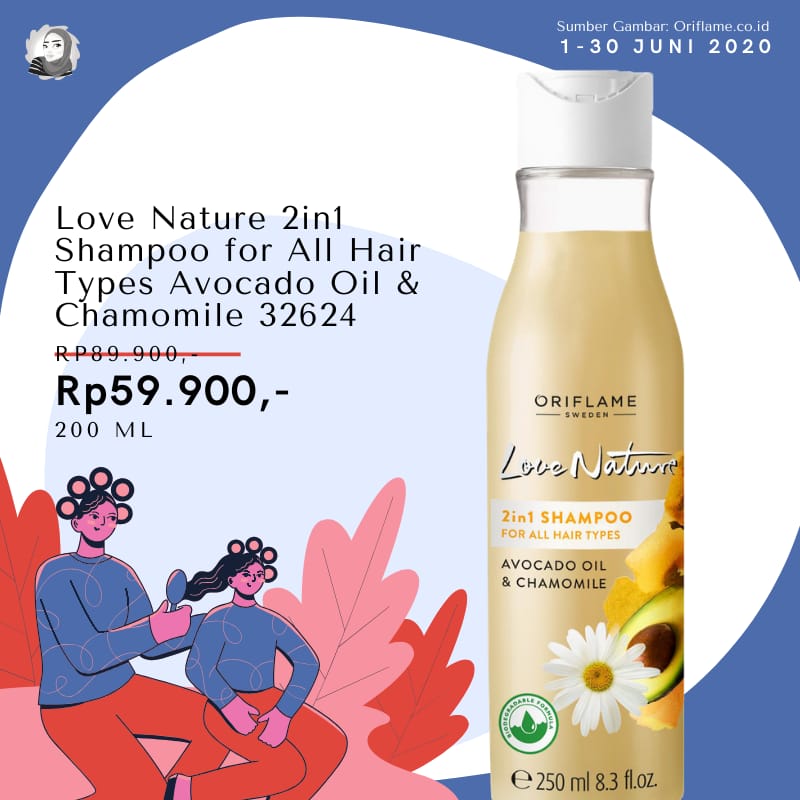 Sumber Gambar: Oriflame.co.id
1-30 JUNI 2020
Love Nature 2in1
Shampoo for All Hair
Types Avocado Oil &
Chamomile 32624
RP89.900,-
Rp59.900,-
200 ML
ORIFLAME
SWEDEN
Love Nature
2in1 SHAMPOO
FOR ALL HAIR TYPES
AVOCADO OIL
& CHAMOMILE
BIODEGRADABLE FORMULA
℮ 250 ml 8.3 fl.oz.